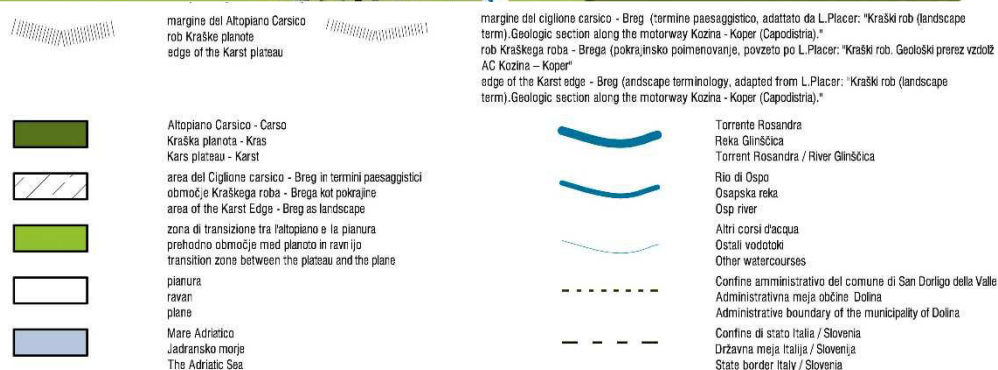 margine del Altopiano Carsico
rob Kraške planote
edge of the Karst plateau
margine del ciglione carsico - Breg (termine paesaggistico, adattato da L.Placer: "Kraški rob (landscape
term).Geologic section along the motorway Kozina - Koper (Capodistria)."
rob Kraškega roba - Brega (pokrajinsko poimenovanje, povzeto po L.Placer: "Kraški rob. Geološki prerez vzdolž
AC Kozina – Koper"
edge of the Karst edge - Breg (andscape terminology, adapted from L.Placer: "Kraški rob (landscape
term).Geologic section along the motorway Kozina - Koper (Capodistria)."
Altopiano Carsico - Carso
Kraška planota - Kras
Kars plateau - Karst
area del Ciglione carsico - Breg in termini paesaggistici
območje Kraškega roba - Brega kot pokrajine
area of the Karst Edge - Breg as landscape
zona di transizione tra l'altopiano e la pianura
prehodno območje med planoto in ravnijo
transition zone between the plateau and the plane
pianura
ravan
plane
Mare Adriatico
Jadransko morje
The Adriatic Sea
Torrente Rosandra
Reka Glinščica
Torrent Rosandra / River Glinščica
Rio di Ospo
Osapska reka
Osp river
Altri corsi d'acqua
Ostali vodotoki
Other watercourses
Confine amministrativo del comune di San Dorligo della Valle
Administrativna meja občine Dolina
Administrative boundary of the municipality of Dolina
Confine di stato Italia / Slovenia
Državna meja Italija / Slovenija
State border Italy / Slovenia